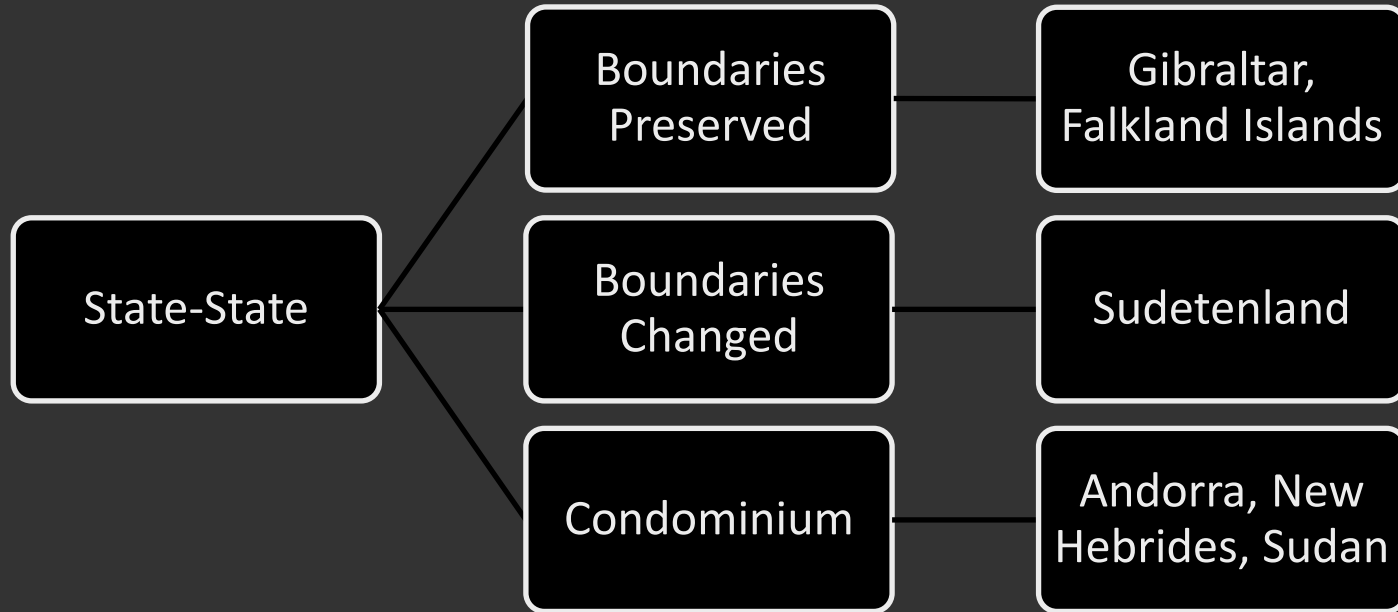 State-State
Boundaries
Preserved
Gibraltar,
Falkland Islands
Boundaries
Changed
Sudetenland
Condominium
Andorra, New
Hebrides, Sudan